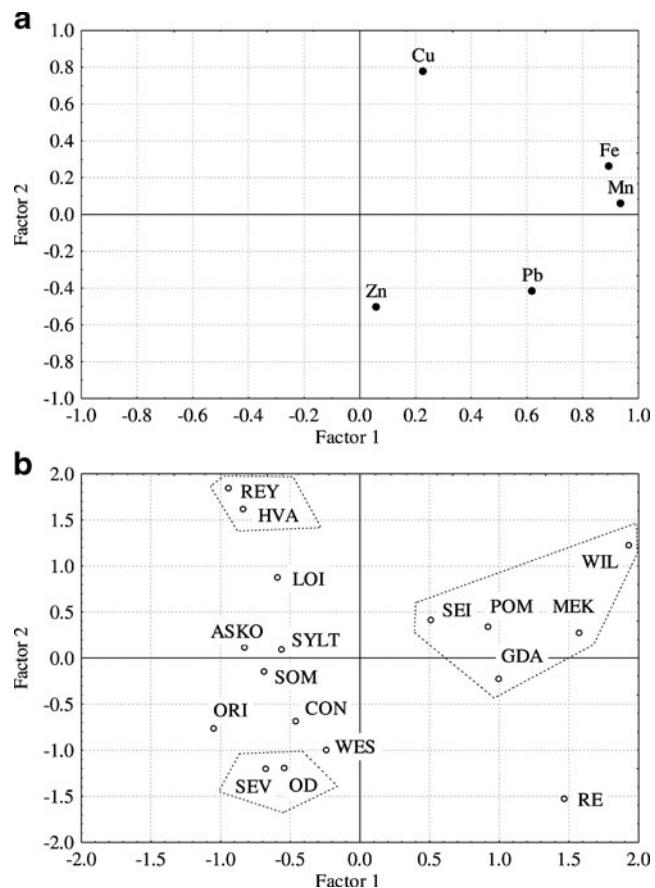 a
1.0
0.8
Cu
0.6
0.4
Fe
0.2
Mn
0.0
Factor 2
-0.2
Pb
-0.4
Zn
-0.6
-0.8
-1.0
-1.0 -0.8 -0.6 -0.4 -0.2 0.0 0.2 0.4 0.6 0.8 1.0
Factor 1
b
2.0
REY
1.5
HVA
WIL
1.0
LOI
0.5
SEI POM MEK
ASKO SYLT
0.0
Factor 2
GDA
SOM
-0.5
ORI CON
-1.0
WES
SEV OD
-1.5
RE
-2.0
-2.0 -1.5 -1.0 -0.5 0.0 0.5 1.0 1.5 2.0
Factor 1